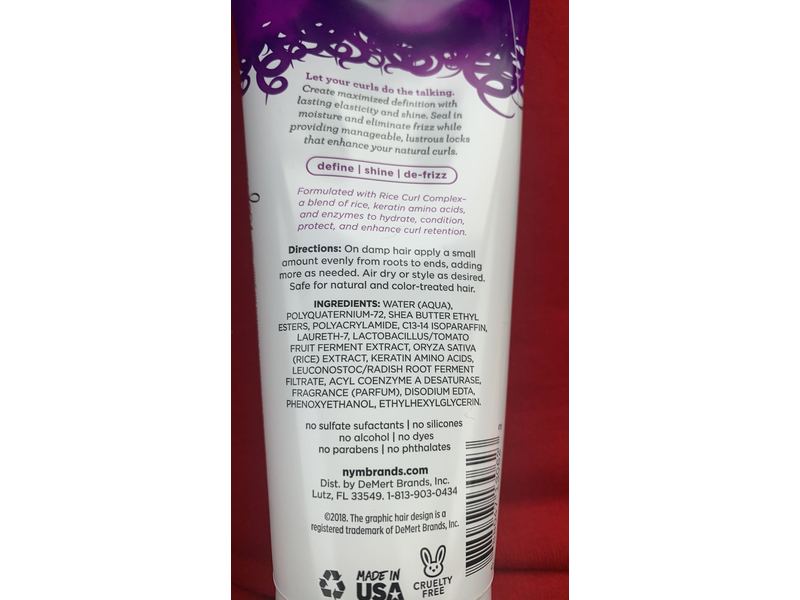 Let your curls do the talking.
Create maximized definition with
lasting elasticity and shine. Seal in
moisture and eliminate frizz while
providing manageable, lustrous locks
that enhance your natural curls.
define | shine | de-frizz
Formulated with Rice Curl Complex-
a blend of rice, keratin amino acids,
and enzymes to hydrate, condition,
protect, and enhance curl retention.
Directions: On damp hair apply a small
amount evenly from roots to ends, adding
more as needed. Air dry or style as desired.
Safe for natural and color-treated hair.
INGREDIENTS: WATER (AQUA),
POLYQUATERNIUM-72, SHEA BUTTER ETHYL
ESTERS, POLYACRYLAMIDE, C13-14 ISOPARAFFIN,
LAURETH-7, LACTOBACILLUS/TOMATO
FRUIT FERMENT EXTRACT, ORYZA SATIVA
(RICE) EXTRACT, KERATIN AMINO ACIDS,
LEUCONOSTOC/RADISH ROOT FERMENT
FILTRATE, ACYL COENZYME A DESATURASE,
FRAGRANCE (PARFUM), DISODIUM EDTA,
PHENOXYETHANOL, ETHYLHEXYLGLYCERIN.
no sulfate sufactants | no silicones
no alcohol | no dyes
no parabens | no phthalates
nymbrands.com
Dist. by DeMert Brands, Inc.
Lutz, FL 33549. 1-813-903-0434
©2018. The graphic hair design is a
registered trademark of DeMert Brands, Inc.
MADE IN
USA
CRUELTY
FREE